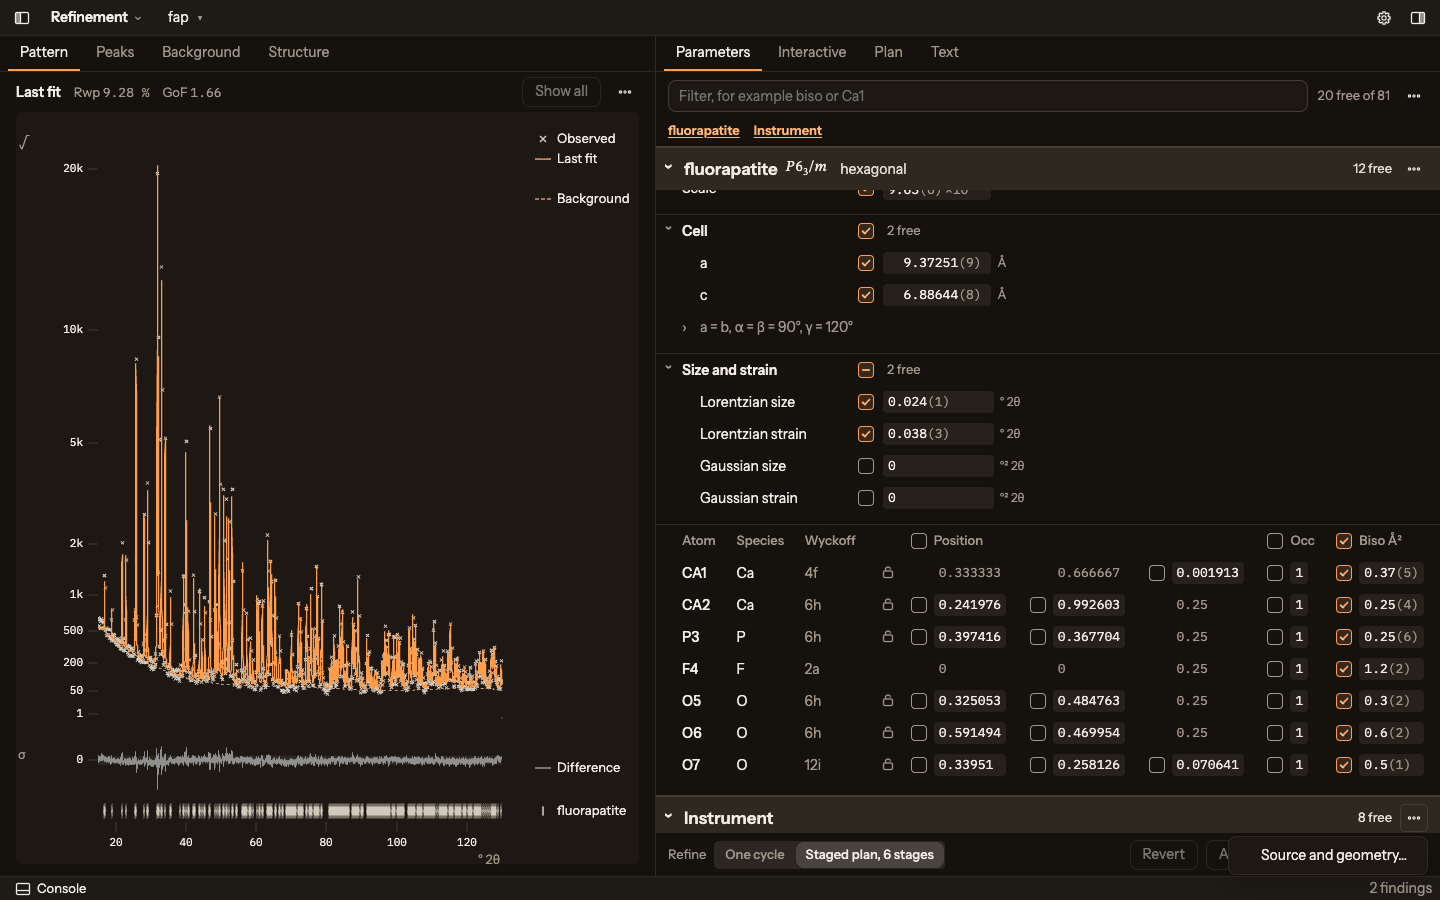 Refinement fap
Pattern Peaks Background Structure
Last fit Rwp 9.28 % GoF 1.66 Show all
√
Observed
Last fit
Background
20k
10k
5k
2k
1k
500
200
50
1
σ
0
Difference
fluorapatite
20 40 60 80 100 120
°2θ
Parameters Interactive Plan Text
Filter, for example biso or Ca1
20 free of 81
fluorapatite Instrument
fluorapatite P6₃/m hexagonal 12 free
Scale
Cell 2 free
a 9.37251(9) Å
c 6.88644(8) Å
a = b, α = β = 90°, γ = 120°
Size and strain 2 free
Lorentzian size 0.024(1) °2θ
Lorentzian strain 0.038(3) °2θ
Gaussian size 0 °²2θ
Gaussian strain 0 °²2θ
Atom Species Wyckoff Position Occ Biso Å²
CA1 Ca 4f 0.333333 0.666667 0.001913 1 0.37(5)
CA2 Ca 6h 0.241976 0.992603 0.25 1 0.25(4)
P3 P 6h 0.397416 0.367704 0.25 1 0.25(6)
F4 F 2a 0 0 0.25 1 1.2(2)
O5 O 6h 0.325053 0.484763 0.25 1 0.3(2)
O6 O 6h 0.591494 0.469954 0.25 1 0.6(2)
O7 O 12i 0.33951 0.258126 0.070641 1 0.5(1)
Instrument 8 free
Refine One cycle Staged plan, 6 stages Revert
Source and geometry...
Console 2 findings